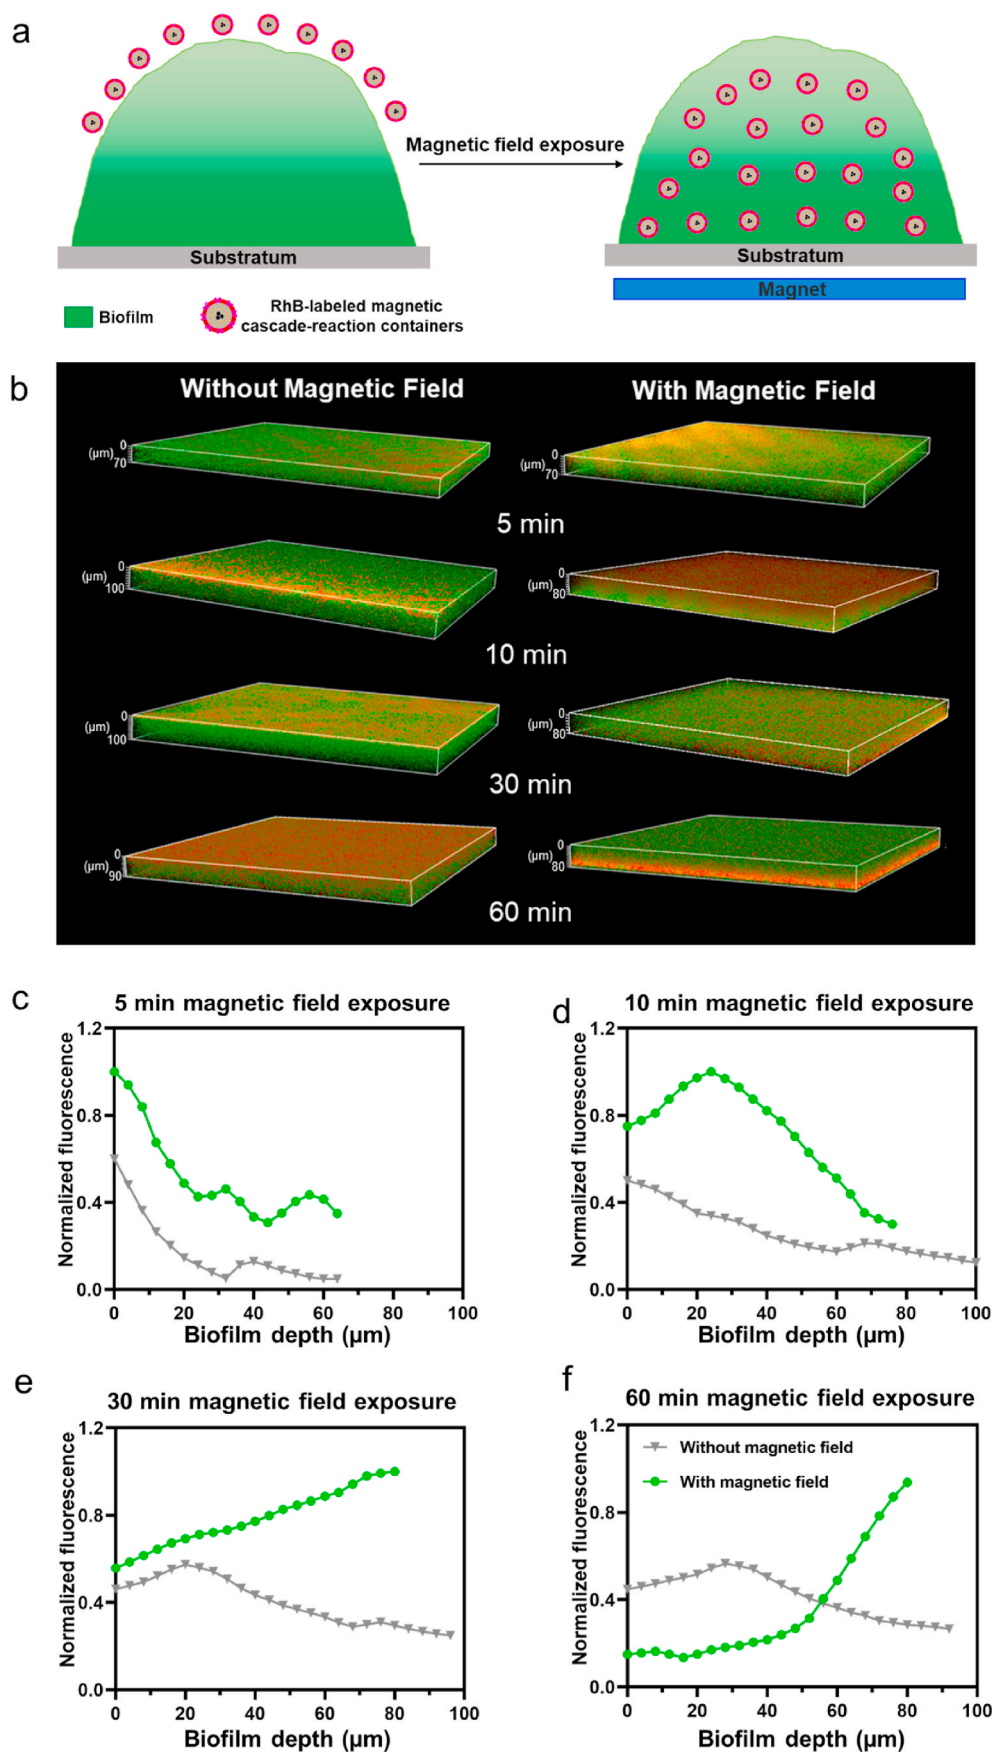 a
Magnetic field exposure
Substratum
Substratum
Magnet
Biofilm
RhB-labeled magnetic
cascade-reaction containers
b
Without Magnetic Field
With Magnetic Field
0
(µm)
70
0
(µm)
70
5 min
0
(µm)
100
0
(µm)
80
10 min
0
(µm)
100
0
(µm)
80
30 min
0
(µm)
90
0
(µm)
80
60 min
c
5 min magnetic field exposure
Normalized fluorescence
1.2
0.8
0.4
0.0
0 20 40 60 80 100
Biofilm depth (µm)
d
10 min magnetic field exposure
Normalized fluorescence
1.2
0.8
0.4
0.0
0 20 40 60 80 100
Biofilm depth (µm)
e
30 min magnetic field exposure
Normalized fluorescence
1.2
0.8
0.4
0.0
0 20 40 60 80 100
Biofilm depth (µm)
f
60 min magnetic field exposure
Normalized fluorescence
1.2
0.8
0.4
0.0
Without magnetic field
With magnetic field
0 20 40 60 80 100
Biofilm depth (µm)